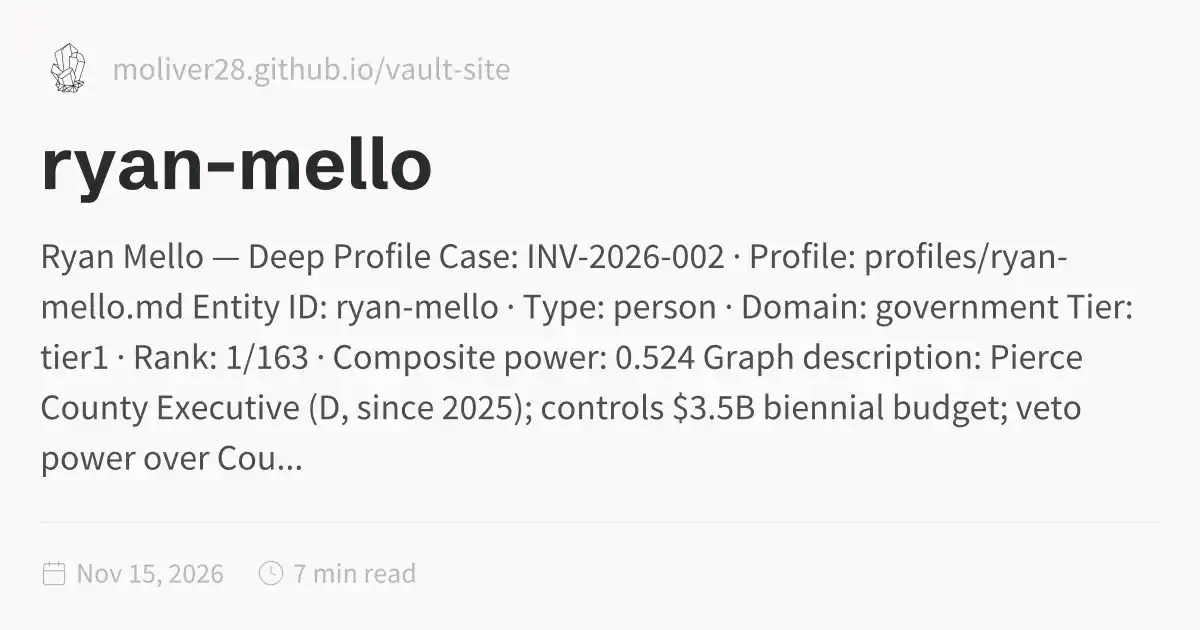 moliver28.github.io/vault-site
ryan-mello
Ryan Mello — Deep Profile Case: INV-2026-002 · Profile: profiles/ryan-
mello.md Entity ID: ryan-mello · Type: person · Domain: government Tier:
tier1 · Rank: 1/163 · Composite power: 0.524 Graph description: Pierce
County Executive (D, since 2025); controls $3.5B biennial budget; veto
power over Cou...
Nov 15, 2026 7 min read